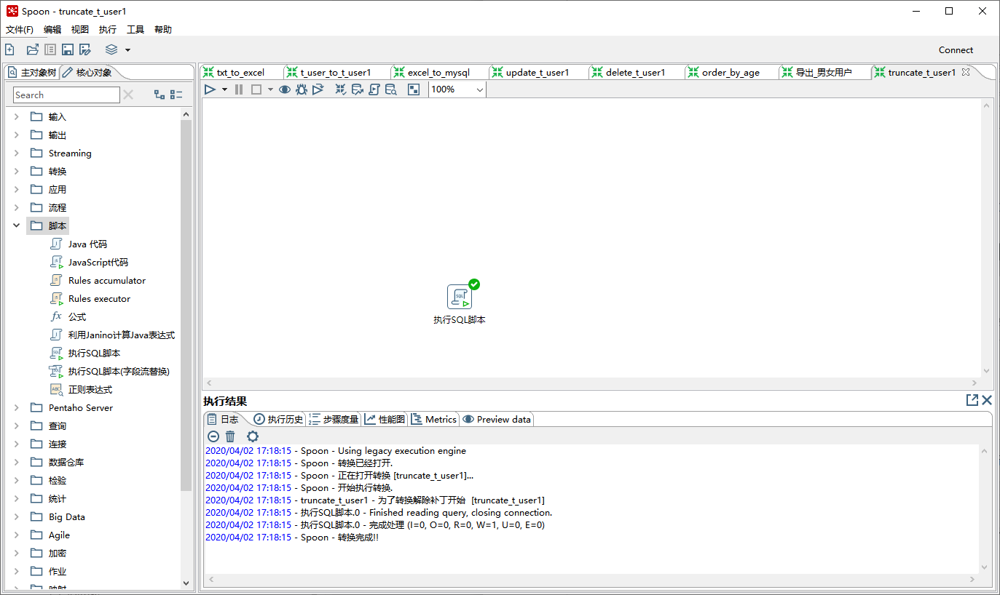 Spoon - truncate_t_user1
文件(F) 编辑 视图 执行 工具 帮助
Connect
主对象树 核心对象
Search
输入
输出
Streaming
转换
应用
流程
脚本
Java 代码
JavaScript代码
Rules accumulator
Rules executor
公式
利用Janino计算Java表达式
执行SQL脚本
执行SQL脚本(字段流替换)
正则表达式
Pentaho Server
查询
连接
数据仓库
检验
统计
Big Data
Agile
加密
作业
映射
txt_to_excel t_user_to_t_user1 excel_to_mysql update_t_user1 delete_t_user1 order_by_age 导出_男女用户 truncate_t_user1
100%
SQL
执行SQL脚本
执行结果
日志 执行历史 步骤度量 性能图 Metrics Preview data
2020/04/02 17:18:15 - Spoon - Using legacy execution engine
2020/04/02 17:18:15 - Spoon - 转换已经打开.
2020/04/02 17:18:15 - Spoon - 正在打开转换 [truncate_t_user1]...
2020/04/02 17:18:15 - Spoon - 开始执行转换.
2020/04/02 17:18:15 - truncate_t_user1 - 为了转换解除补丁开始  [truncate_t_user1]
2020/04/02 17:18:15 - 执行SQL脚本.0 - Finished reading query, closing connection.
2020/04/02 17:18:15 - 执行SQL脚本.0 - 完成处理 (I=0, O=0, R=0, W=1, U=0, E=0)
2020/04/02 17:18:15 - Spoon - 转换完成!!